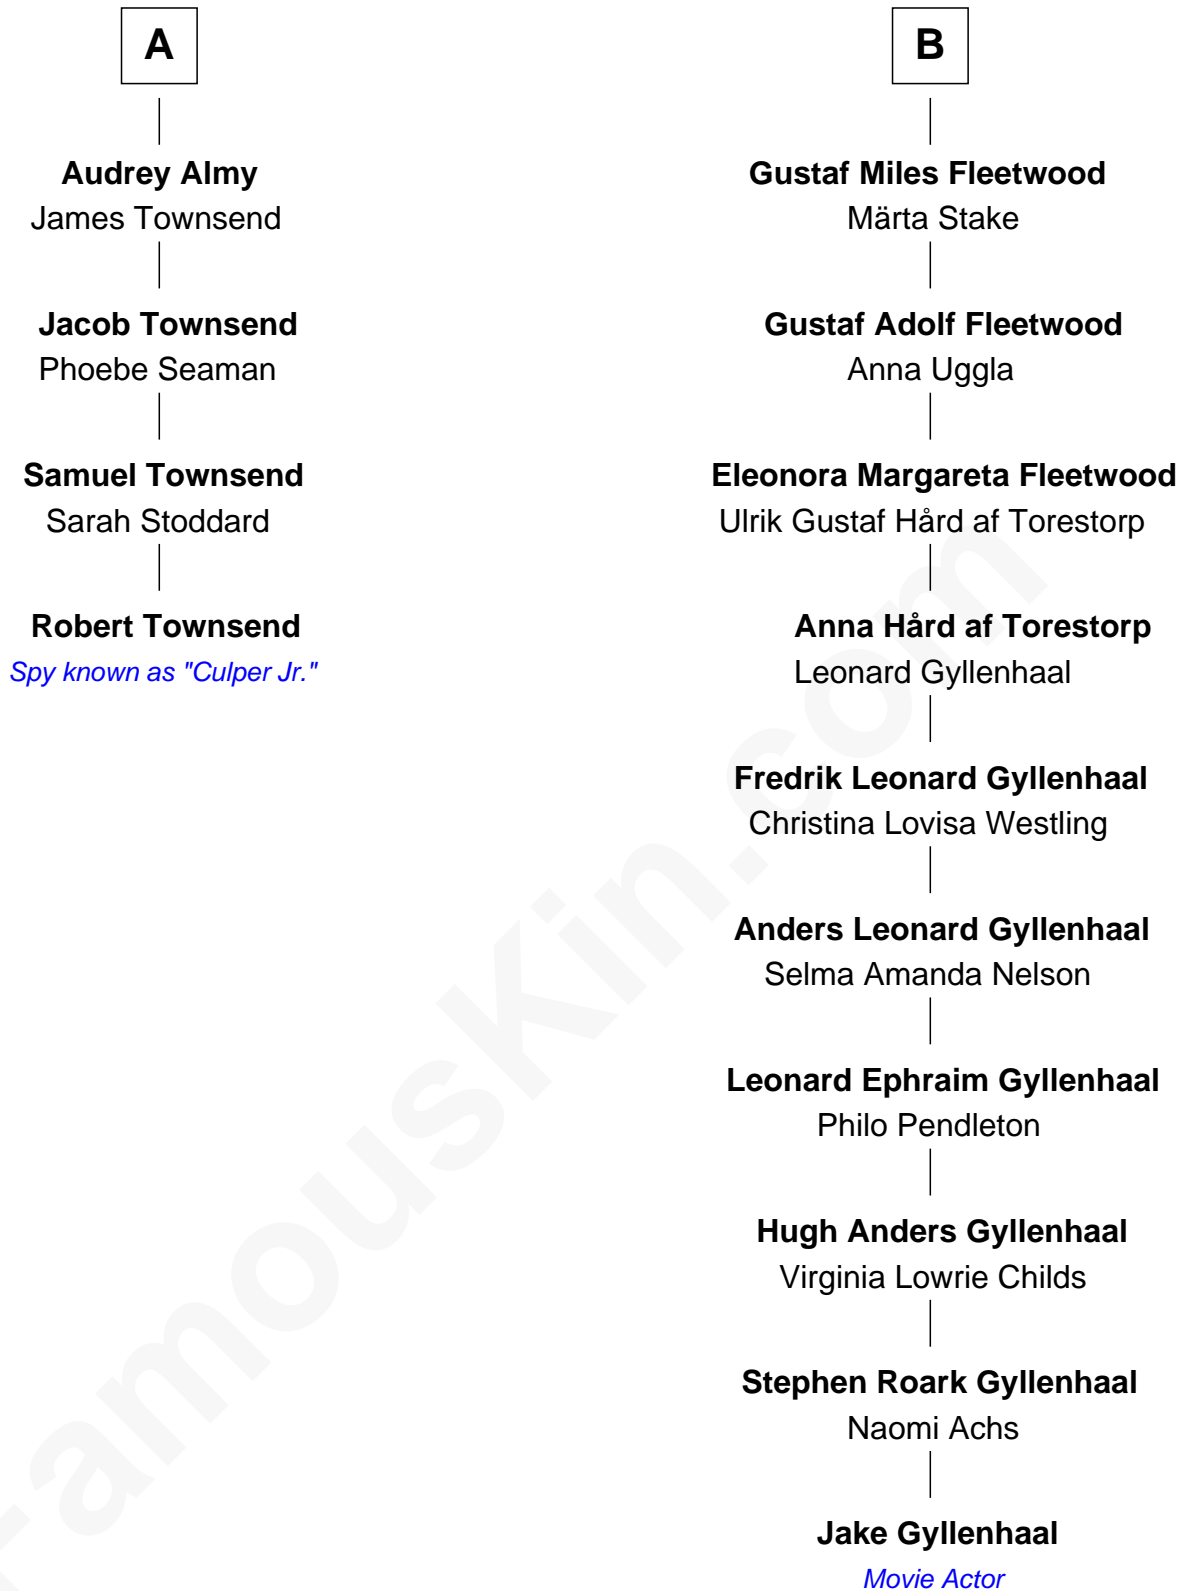 A
Audrey Almy
James Townsend
Jacob Townsend
Phoebe Seaman
Samuel Townsend
Sarah Stoddard
Robert Townsend
Spy known as "Culper Jr."
B
Gustaf Miles Fleetwood
Märta Stake
Gustaf Adolf Fleetwood
Anna Uggla
Eleonora Margareta Fleetwood
Ulrik Gustaf Hård af Torestorp
Anna Hård af Torestorp
Leonard Gyllenhaal
Fredrik Leonard Gyllenhaal
Christina Lovisa Westling
Anders Leonard Gyllenhaal
Selma Amanda Nelson
Leonard Ephraim Gyllenhaal
Philo Pendleton
Hugh Anders Gyllenhaal
Virginia Lowrie Childs
Stephen Roark Gyllenhaal
Naomi Achs
Jake Gyllenhaal
Movie Actor
FamousKin.com